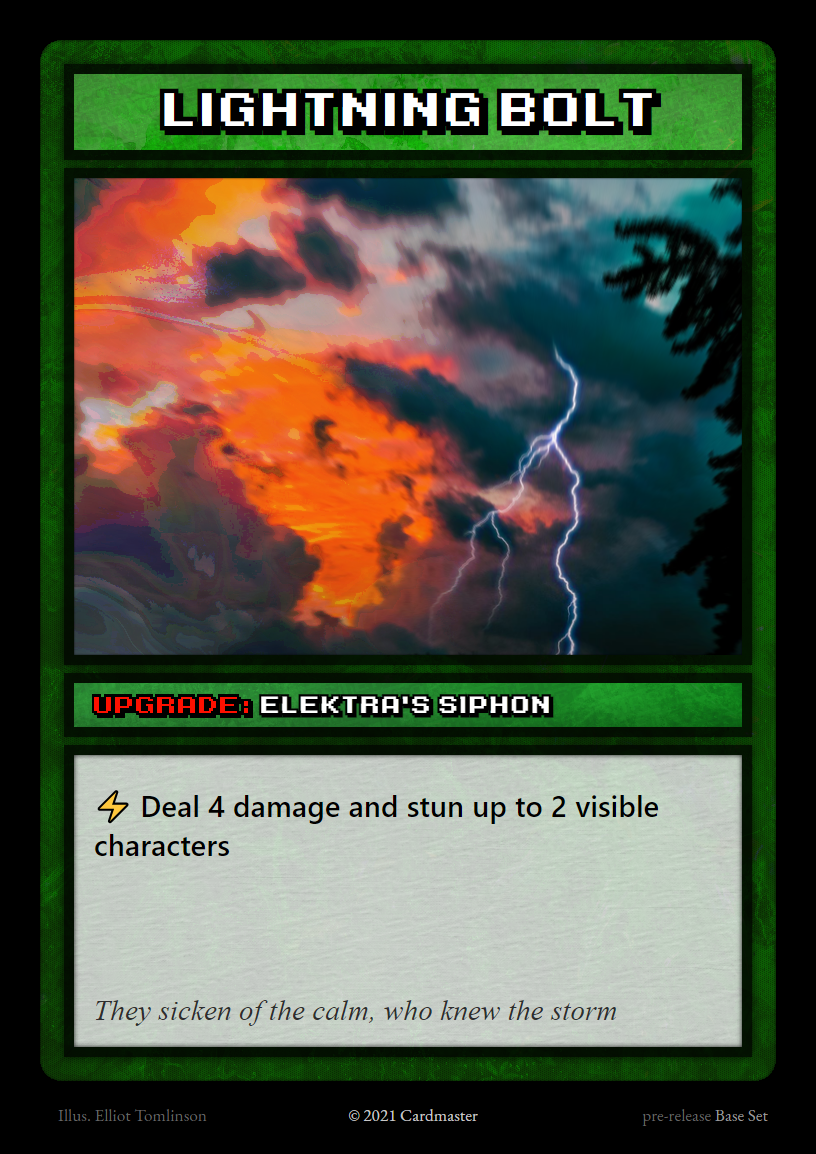 LIGHTNING BOLT
UPGRADE: ELEKTRA'S SIPHON
⚡ Deal 4 damage and stun up to 2 visible
characters
They sicken of the calm, who knew the storm
Illus. Elliot Tomlinson © 2021 Cardmaster pre-release Base Set